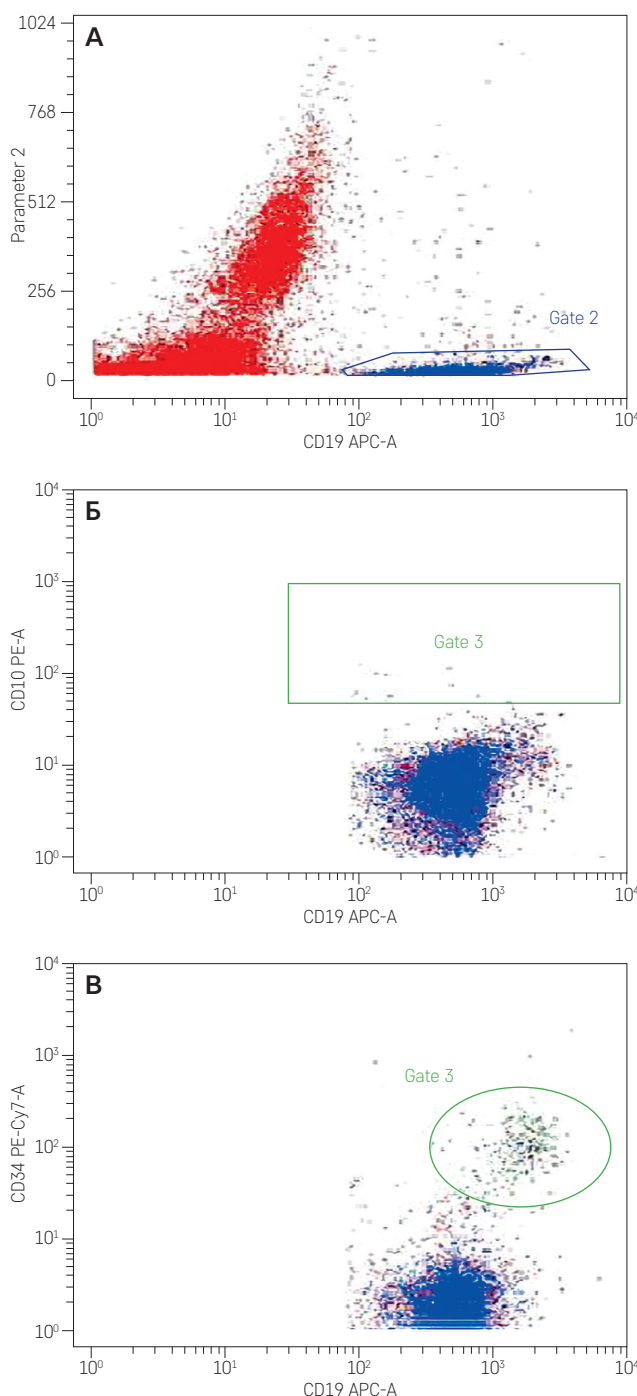 А
1024
768
512
256
0
Parameter 2
Gate 2
10⁰ 10¹ 10² 10³ 10⁴
CD19 APC-A
Б
10⁴
10³
10²
10¹
10⁰
CD10 PE-A
Gate 3
10⁰ 10¹ 10² 10³ 10⁴
CD19 APC-A
В
10⁴
10³
10²
10¹
10⁰
CD34 PE-Cy7-A
Gate 3
10⁰ 10¹ 10² 10³ 10⁴
CD19 APC-A